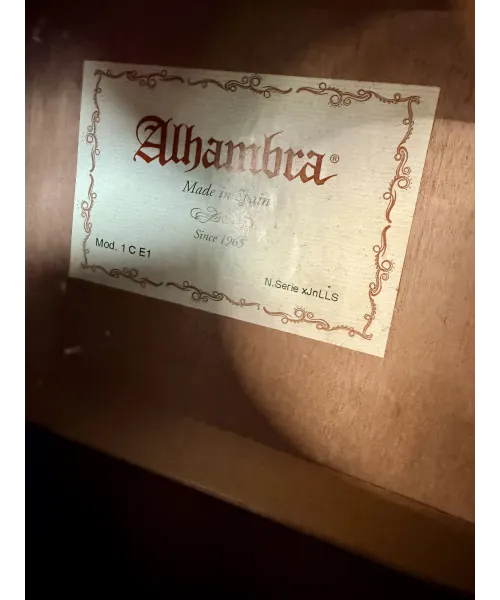 Alhambra®
Made in Spain
Since 1965
Mod. 1 C E1
N.Serie xJnLLS